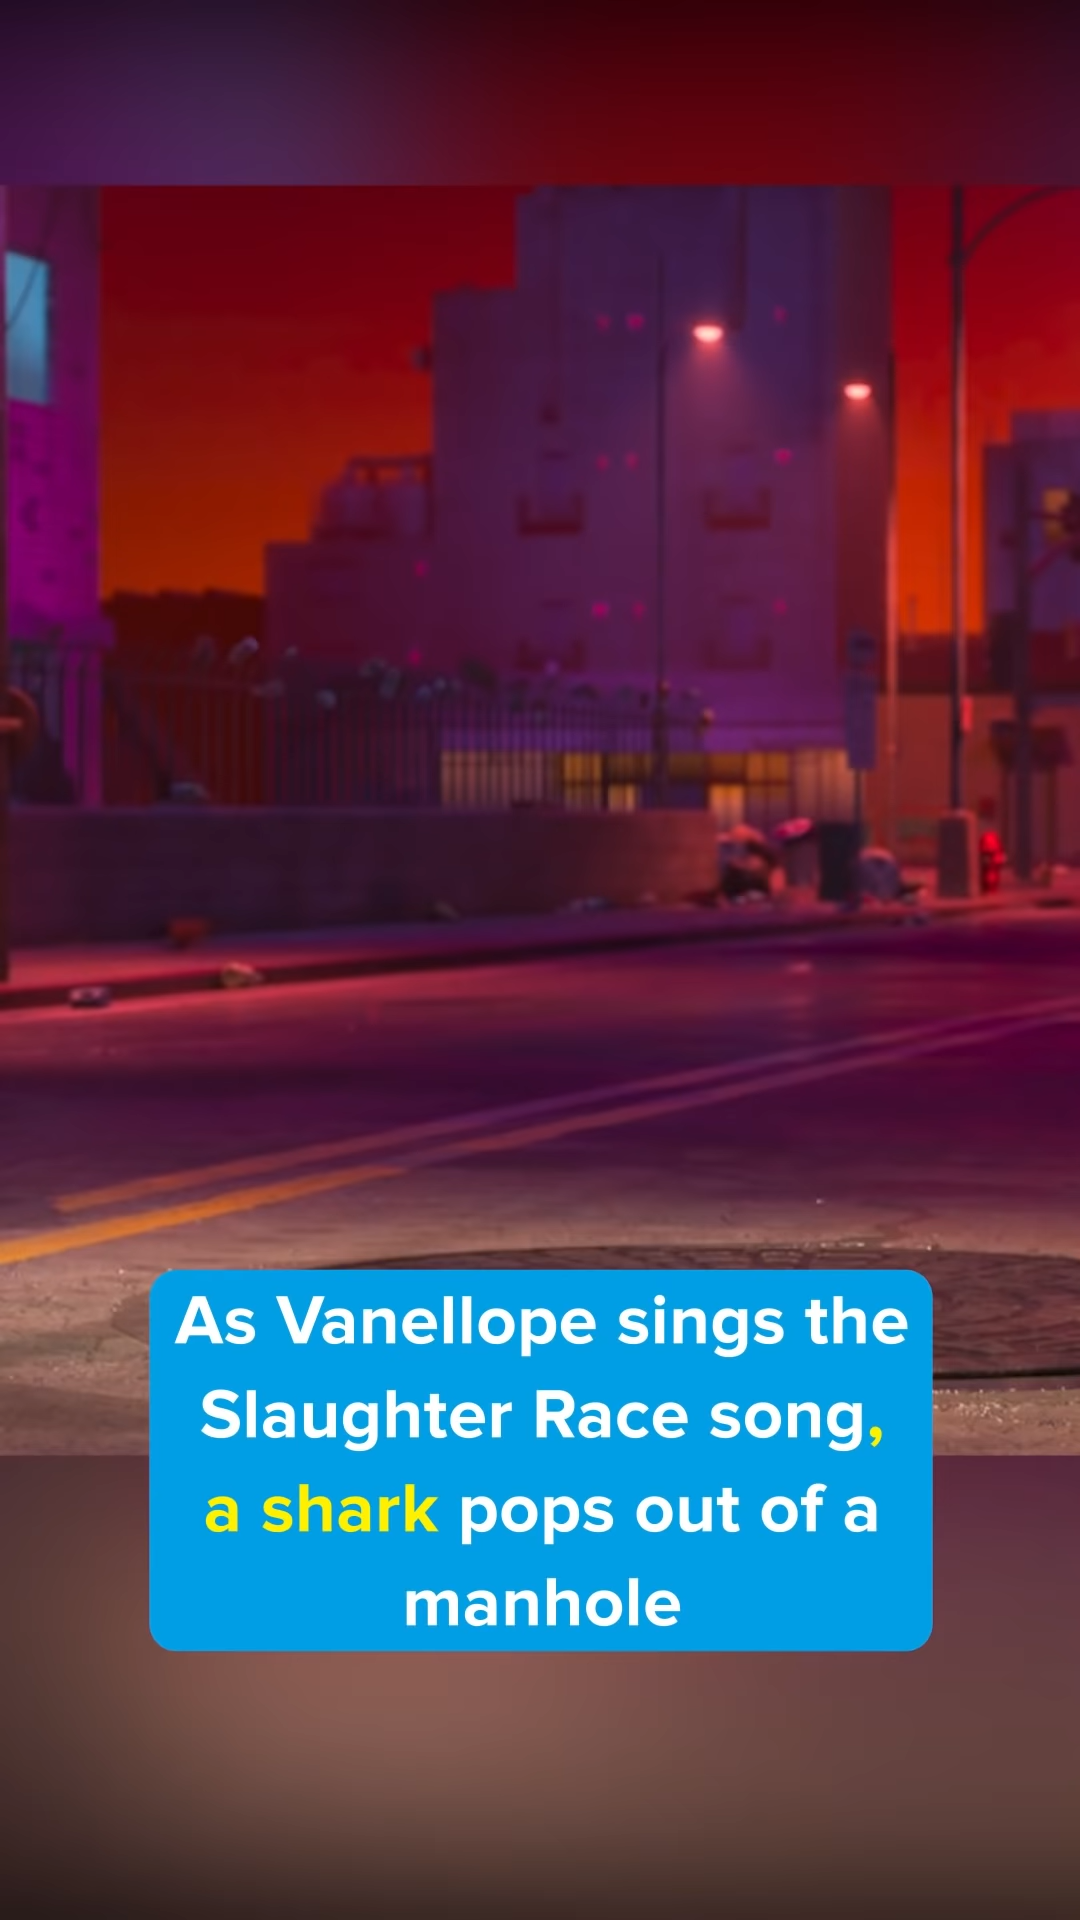 As Vanellope sings the
Slaughter Race song,
a shark pops out of a
manhole